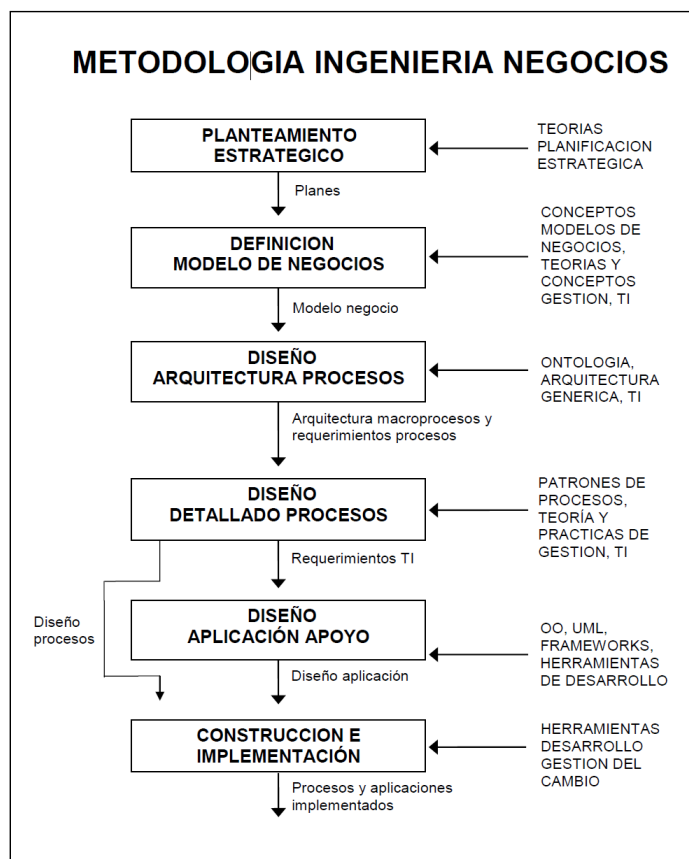 METODOLOGIA INGENIERIA NEGOCIOS
PLANTEAMIENTO
ESTRATEGICO
TEORIAS
PLANIFICACION
ESTRATEGICA
Planes
DEFINICION
MODELO DE NEGOCIOS
CONCEPTOS
MODELOS DE
NEGOCIOS,
TEORIAS Y
CONCEPTOS
GESTION, TI
Modelo negocio
DISEÑO
ARQUITECTURA PROCESOS
ONTOLOGIA,
ARQUITECTURA
GENERICA, TI
Arquitectura macroprocesos y
requerimientos procesos
DISEÑO
DETALLADO PROCESOS
PATRONES DE
PROCESOS,
TEORÍA Y
PRACTICAS DE
GESTION, TI
Requerimientos TI
Diseño
procesos
DISEÑO
APLICACIÓN APOYO
OO, UML,
FRAMEWORKS,
HERRAMIENTAS
DE DESARROLLO
Diseño aplicación
CONSTRUCCION E
IMPLEMENTACIÓN
HERRAMIENTAS
DESARROLLO
GESTION DEL
CAMBIO
Procesos y aplicaciones
implementados